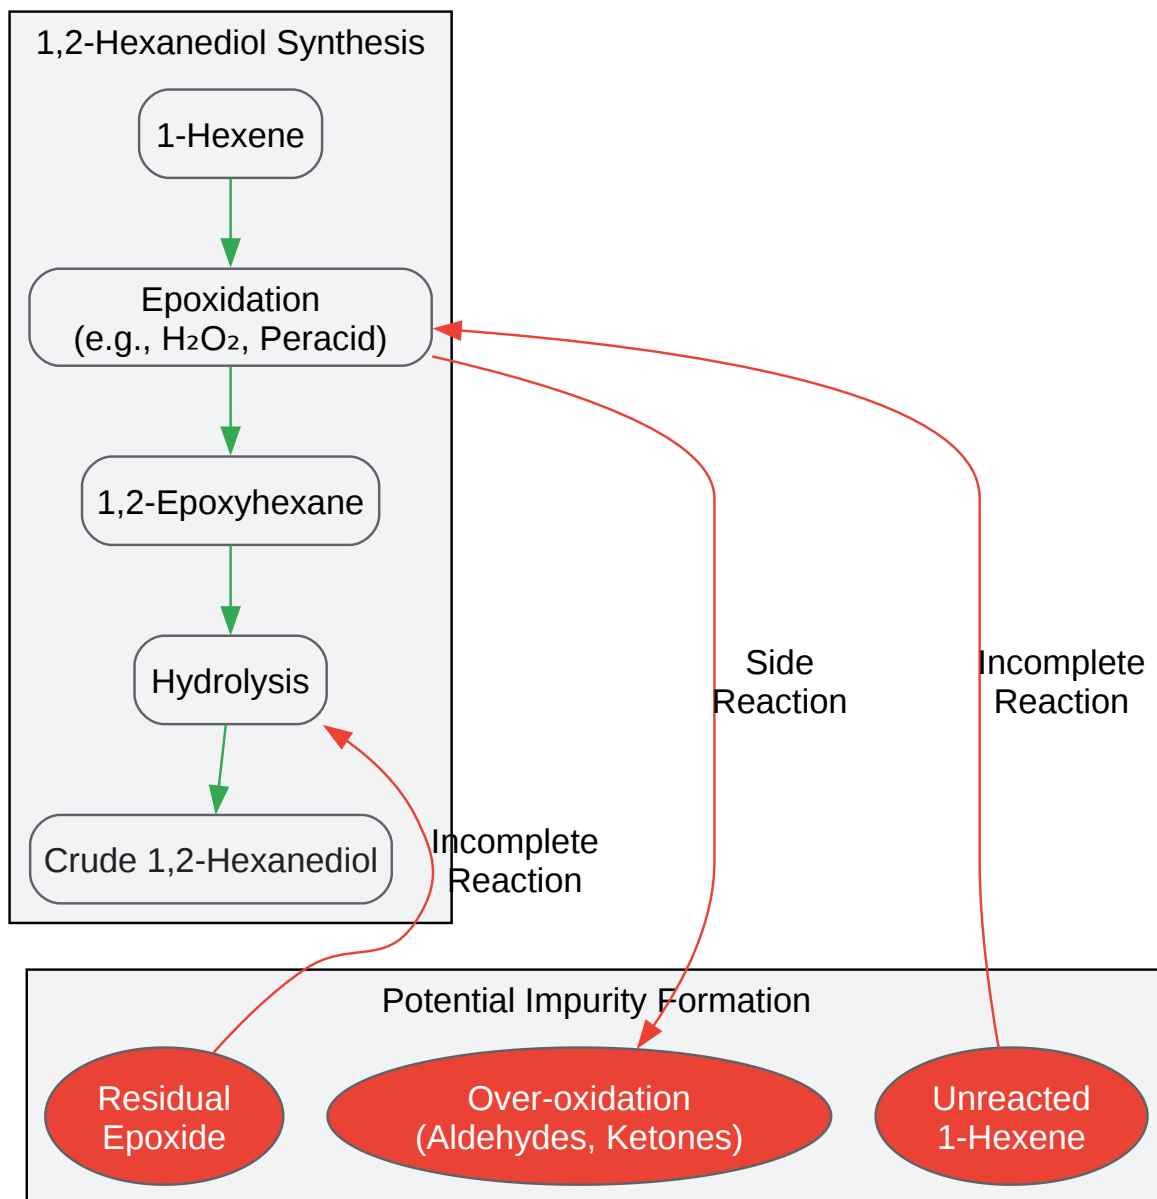 1,2-Hexanediol Synthesis
1-Hexene
Epoxidation
(e.g., H₂O₂, Peracid)
1,2-Epoxyhexane
Hydrolysis
Side
Reaction
Incomplete
Reaction
Crude 1,2-Hexanediol
Incomplete
Reaction
Potential Impurity Formation
Residual
Epoxide
Over-oxidation
(Aldehydes, Ketones)
Unreacted
1-Hexene